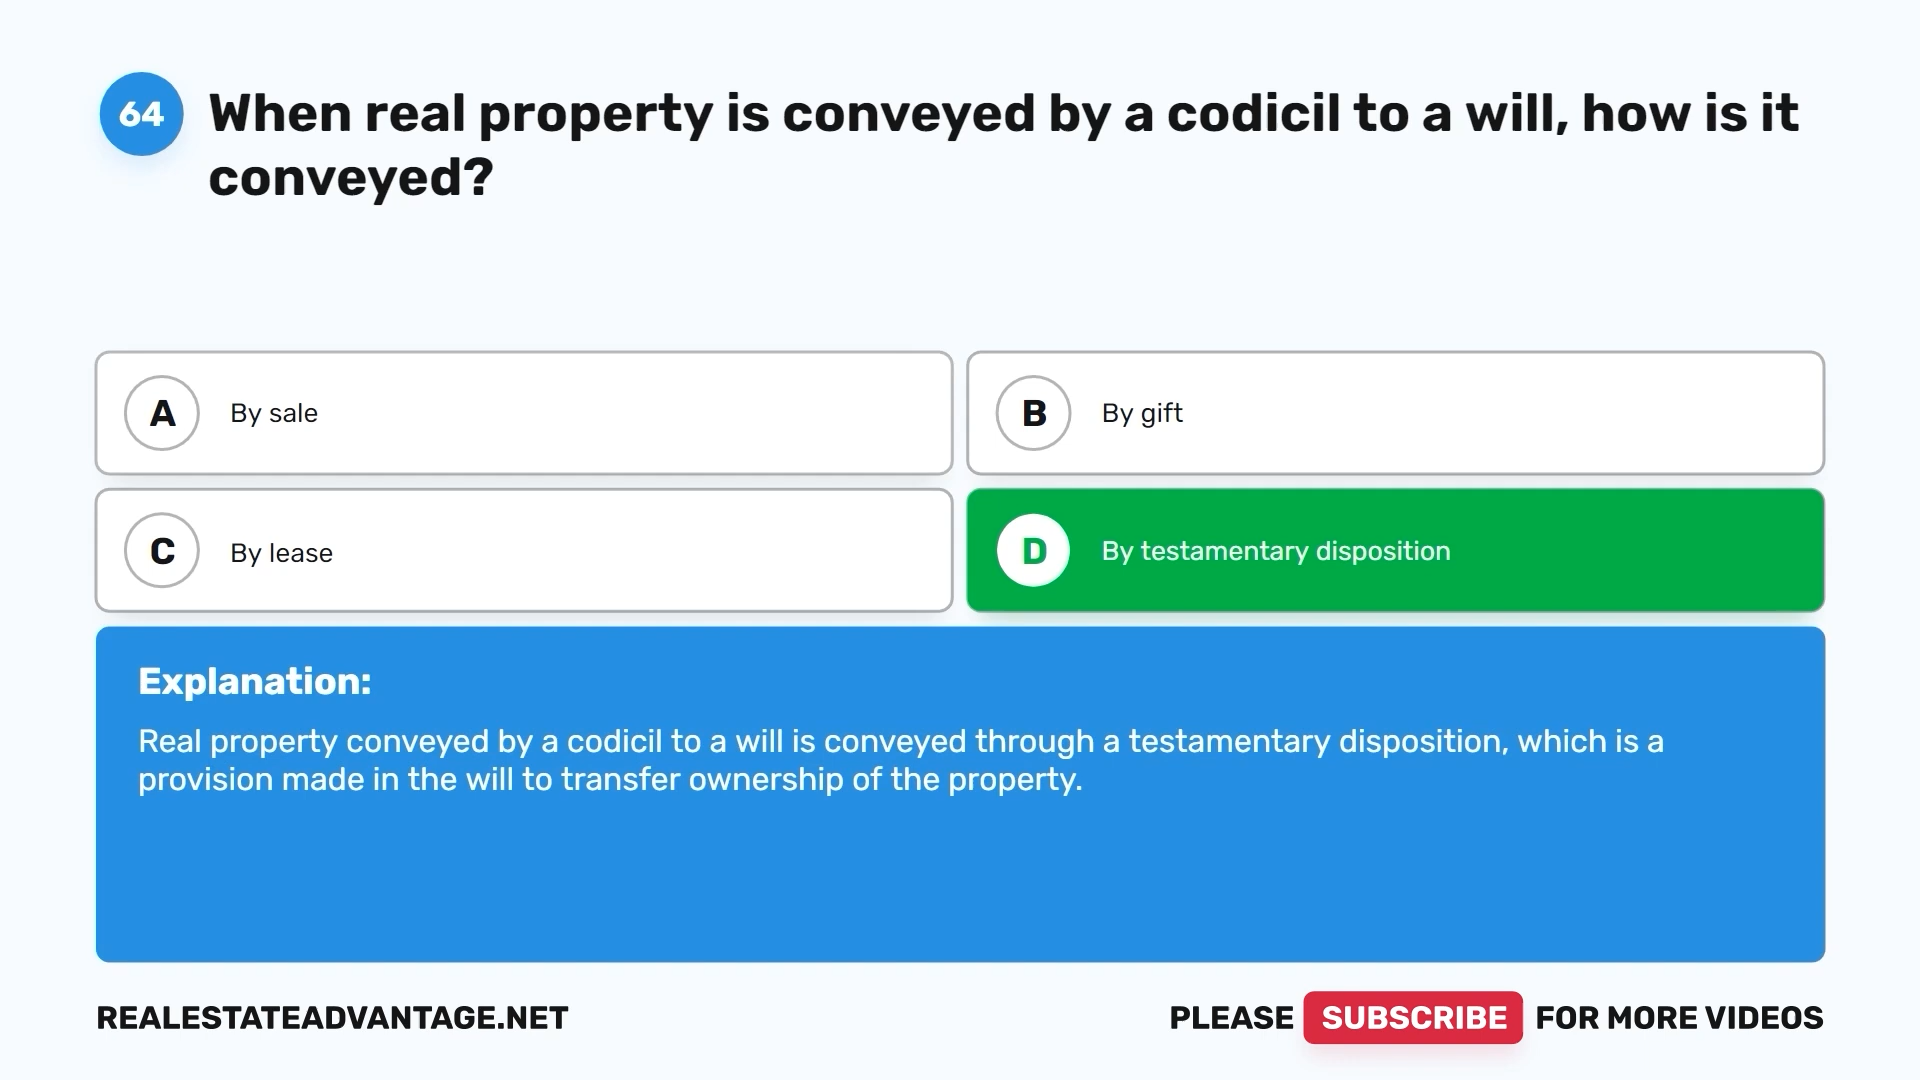 64
When real property is conveyed by a codicil to a will, how is it
conveyed?
A
By sale
B
By gift
C
By lease
D
By testamentary disposition
Explanation:
Real property conveyed by a codicil to a will is conveyed through a testamentary disposition, which is a
provision made in the will to transfer ownership of the property.
REALESTATEADVANTAGE.NET
PLEASE SUBSCRIBE FOR MORE VIDEOS